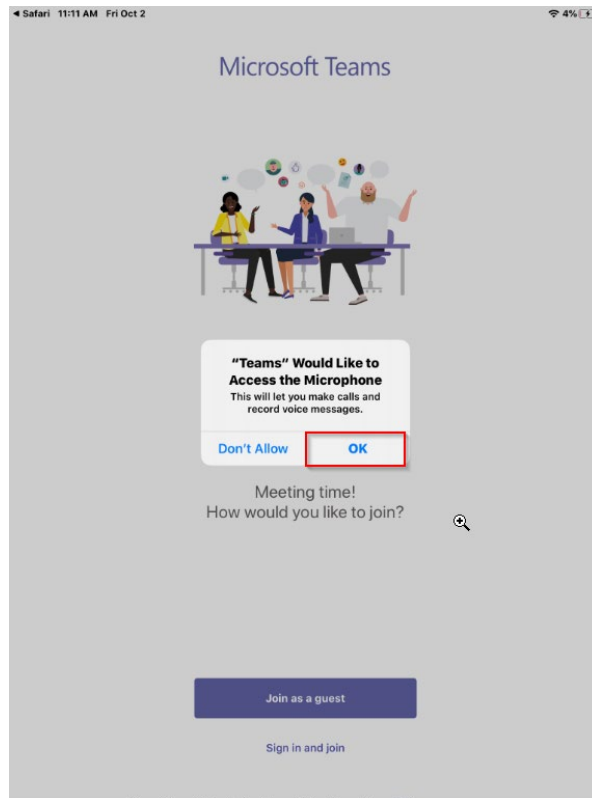 Safari 11:11 AM Fri Oct 2 4%
Microsoft Teams
“Teams” Would Like to
Access the Microphone
This will let you make calls and
record voice messages.
Don't Allow OK
Meeting time!
How would you like to join?
Join as a guest
Sign in and join